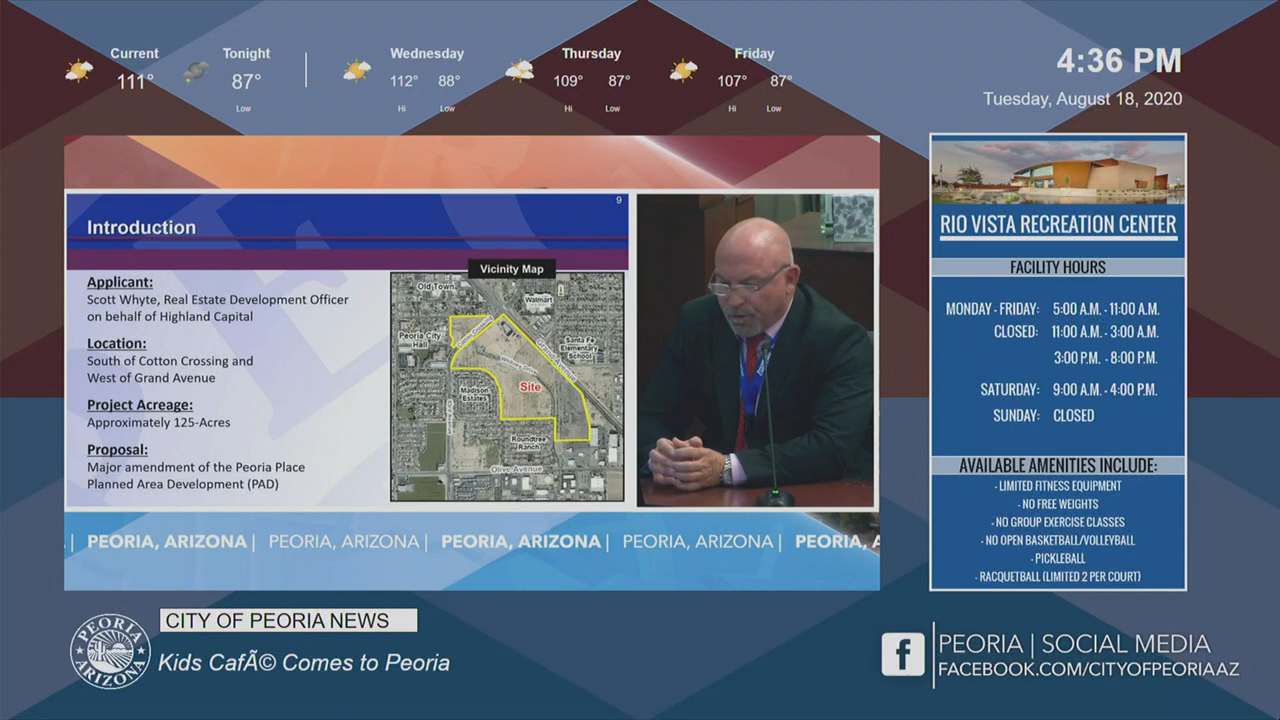 Current
Tonight
Wednesday
Thursday
Friday
111°
87°
112° 88°
109° 87°
107° 87°
Low
Hi Low
Hi Low
Hi Low
4:36 PM
Tuesday, August 18, 2020
9
Introduction
Applicant:
Scott Whyte, Real Estate Development Officer
on behalf of Highland Capital
Location:
South of Cotton Crossing and
West of Grand Avenue
Project Acreage:
Approximately 125-Acres
Proposal:
Major amendment of the Peoria Place
Planned Area Development (PAD)
Vicinity Map
Old Town
Walmart
Peoria City
Hall
Santa Fe
Elementary
School
Grand Avenue
Site
Madison
Estates
Roundtree
Ranch
Olive Avenue
RIO VISTA RECREATION CENTER
FACILITY HOURS
MONDAY - FRIDAY: 5:00 A.M. - 11:00 A.M.
CLOSED: 11:00 A.M. - 3:00 A.M.
3:00 P.M. - 8:00 P.M.
SATURDAY: 9:00 A.M. - 4:00 P.M.
SUNDAY: CLOSED
AVAILABLE AMENITIES INCLUDE:
- LIMITED FITNESS EQUIPMENT
- NO FREE WEIGHTS
- NO GROUP EXERCISE CLASSES
- NO OPEN BASKETBALL/VOLLEYBALL
- PICKLEBALL
- RACQUETBALL (LIMITED 2 PER COURT)
| PEORIA, ARIZONA | PEORIA, ARIZONA | PEORIA, ARIZONA | PEORIA, ARIZONA | PEORIA, A
PEORIA
ARIZONA
CITY OF PEORIA NEWS
Kids CafÃ© Comes to Peoria
f
PEORIA | SOCIAL MEDIA
FACEBOOK.COM/CITYOFPEORIAAZ